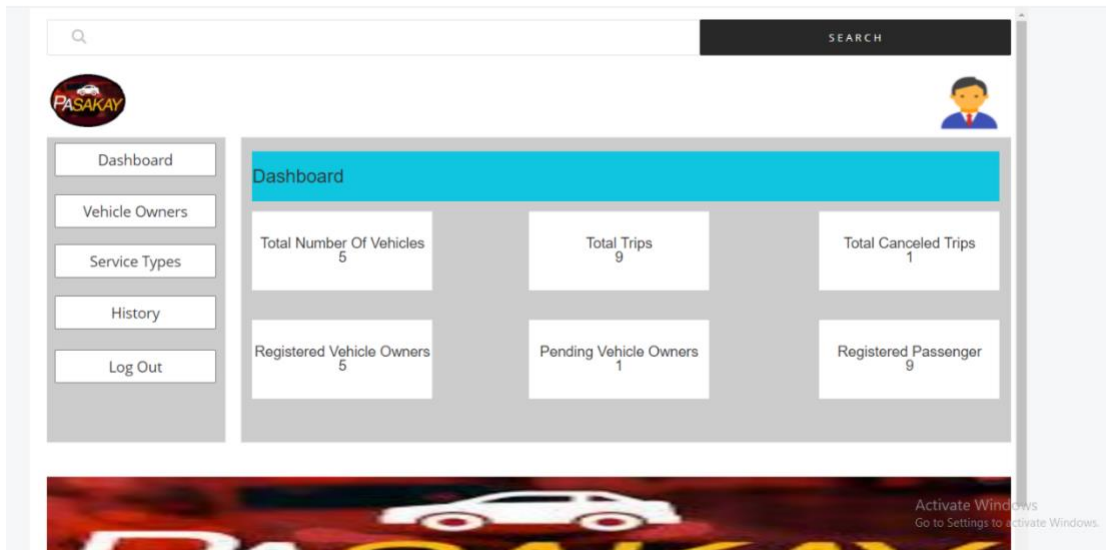 SEARCH
PASAKAY
Dashboard
Vehicle Owners
Service Types
History
Log Out
Dashboard
Total Number Of Vehicles
5
Total Trips
9
Total Canceled Trips
1
Registered Vehicle Owners
5
Pending Vehicle Owners
1
Registered Passenger
9
PASAKAY
Activate Windows
Go to Settings to activate Windows.